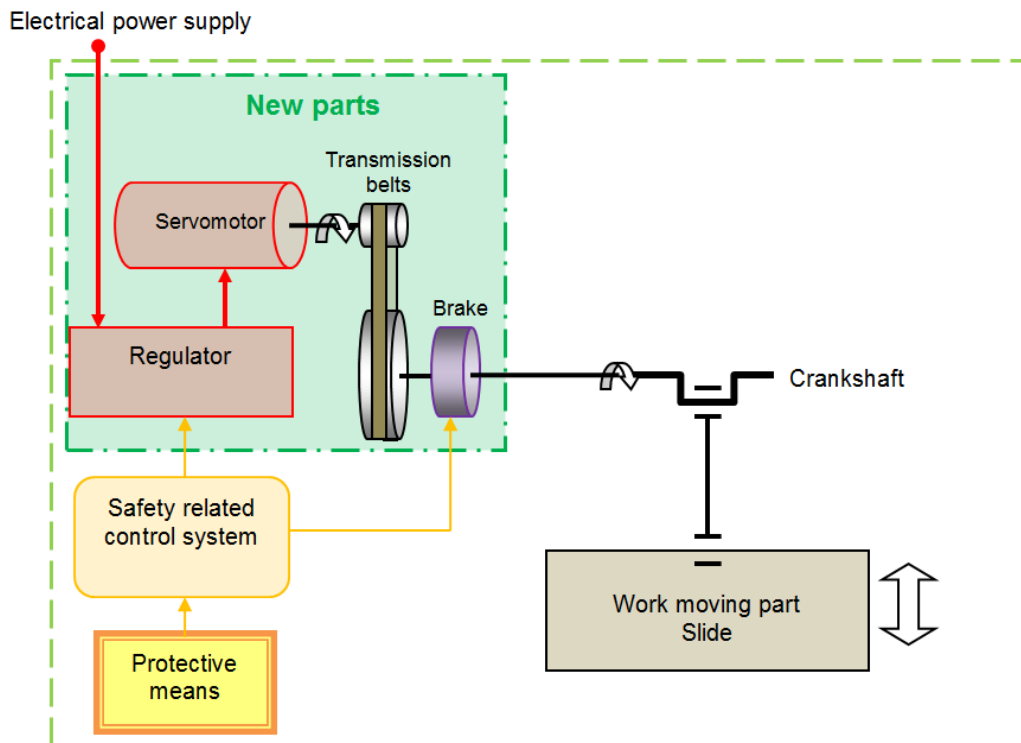 Electrical power supply
New parts
Transmission
belts
Servomotor
Brake
Regulator
Crankshaft
Safety related
control system
Work moving part
Slide
Protective
means